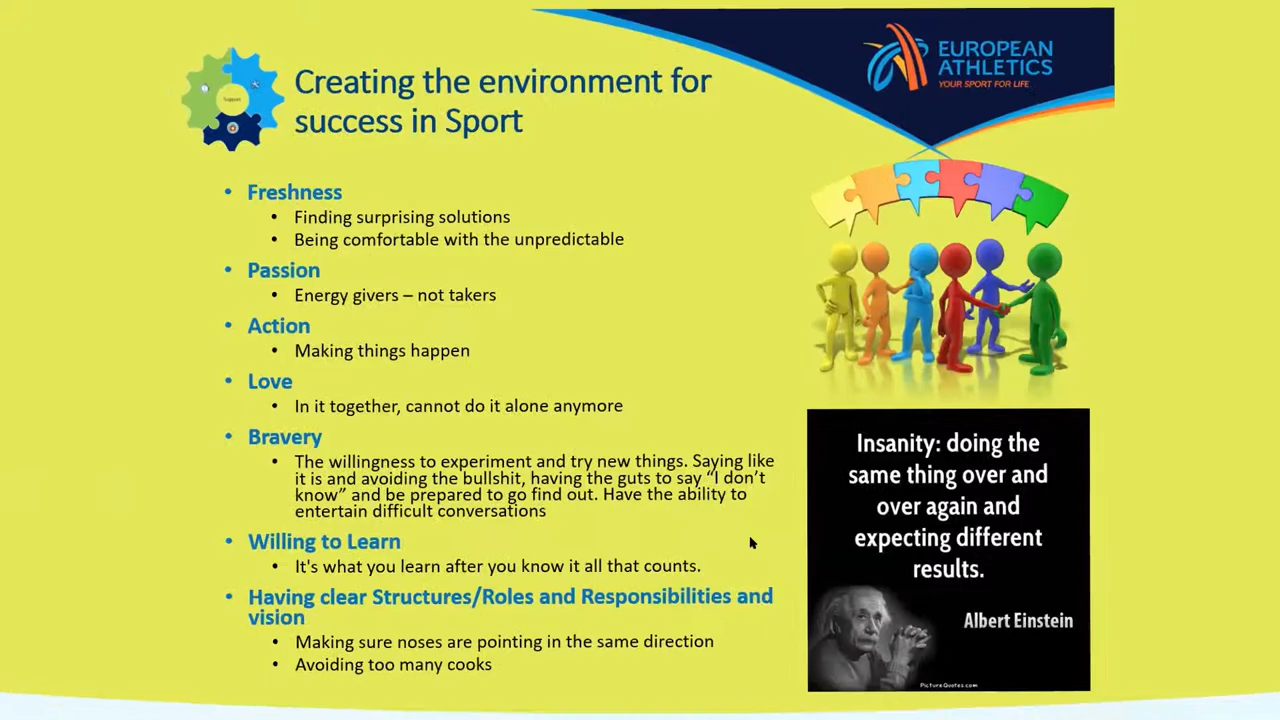 Support
Creating the environment for
success in Sport
EUROPEAN
ATHLETICS
YOUR SPORT FOR LIFE
• Freshness
• Finding surprising solutions
• Being comfortable with the unpredictable
• Passion
• Energy givers – not takers
• Action
• Making things happen
• Love
• In it together, cannot do it alone anymore
• Bravery
• The willingness to experiment and try new things. Saying like
it is and avoiding the bullshit, having the guts to say “I don’t
know” and be prepared to go find out. Have the ability to
entertain difficult conversations
• Willing to Learn
• It's what you learn after you know it all that counts.
• Having clear Structures/Roles and Responsibilities and
vision
• Making sure noses are pointing in the same direction
• Avoiding too many cooks
Insanity: doing the
same thing over and
over again and
expecting different
results.
Albert Einstein
PictureQuotes.com